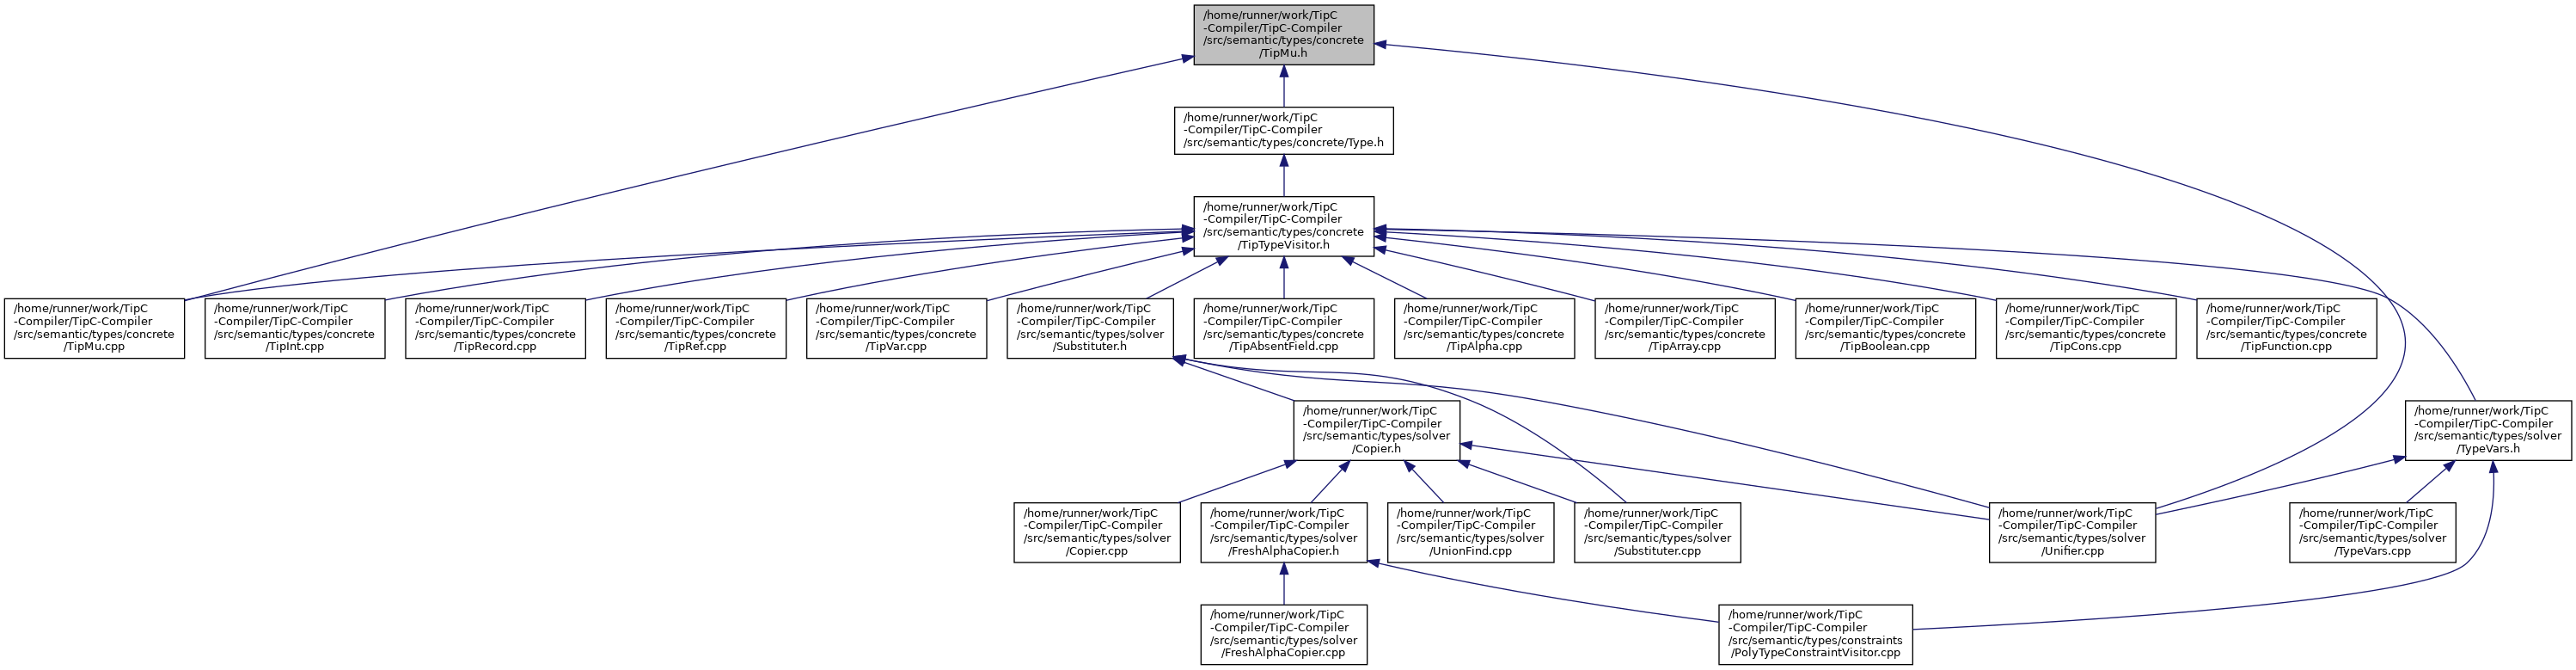 /home/runner/work/TipC
-Compiler/TipC-Compiler
/src/semantic/types/concrete
/TipMu.h
/home/runner/work/TipC
-Compiler/TipC-Compiler
/src/semantic/types/concrete/Type.h
/home/runner/work/TipC
-Compiler/TipC-Compiler
/src/semantic/types/concrete
/TipTypeVisitor.h
/home/runner/work/TipC
-Compiler/TipC-Compiler
/src/semantic/types/concrete
/TipMu.cpp
/home/runner/work/TipC
-Compiler/TipC-Compiler
/src/semantic/types/concrete
/TipInt.cpp
/home/runner/work/TipC
-Compiler/TipC-Compiler
/src/semantic/types/concrete
/TipRecord.cpp
/home/runner/work/TipC
-Compiler/TipC-Compiler
/src/semantic/types/concrete
/TipRef.cpp
/home/runner/work/TipC
-Compiler/TipC-Compiler
/src/semantic/types/concrete
/TipVar.cpp
/home/runner/work/TipC
-Compiler/TipC-Compiler
/src/semantic/types/solver
/Substituter.h
/home/runner/work/TipC
-Compiler/TipC-Compiler
/src/semantic/types/concrete
/TipAbsentField.cpp
/home/runner/work/TipC
-Compiler/TipC-Compiler
/src/semantic/types/concrete
/TipAlpha.cpp
/home/runner/work/TipC
-Compiler/TipC-Compiler
/src/semantic/types/concrete
/TipArray.cpp
/home/runner/work/TipC
-Compiler/TipC-Compiler
/src/semantic/types/concrete
/TipBoolean.cpp
/home/runner/work/TipC
-Compiler/TipC-Compiler
/src/semantic/types/concrete
/TipCons.cpp
/home/runner/work/TipC
-Compiler/TipC-Compiler
/src/semantic/types/concrete
/TipFunction.cpp
/home/runner/work/TipC
-Compiler/TipC-Compiler
/src/semantic/types/solver
/Copier.h
/home/runner/work/TipC
-Compiler/TipC-Compiler
/src/semantic/types/solver
/TypeVars.h
/home/runner/work/TipC
-Compiler/TipC-Compiler
/src/semantic/types/solver
/Copier.cpp
/home/runner/work/TipC
-Compiler/TipC-Compiler
/src/semantic/types/solver
/FreshAlphaCopier.h
/home/runner/work/TipC
-Compiler/TipC-Compiler
/src/semantic/types/solver
/UnionFind.cpp
/home/runner/work/TipC
-Compiler/TipC-Compiler
/src/semantic/types/solver
/Substituter.cpp
/home/runner/work/TipC
-Compiler/TipC-Compiler
/src/semantic/types/solver
/Unifier.cpp
/home/runner/work/TipC
-Compiler/TipC-Compiler
/src/semantic/types/solver
/TypeVars.cpp
/home/runner/work/TipC
-Compiler/TipC-Compiler
/src/semantic/types/solver
/FreshAlphaCopier.cpp
/home/runner/work/TipC
-Compiler/TipC-Compiler
/src/semantic/types/constraints
/PolyTypeConstraintVisitor.cpp